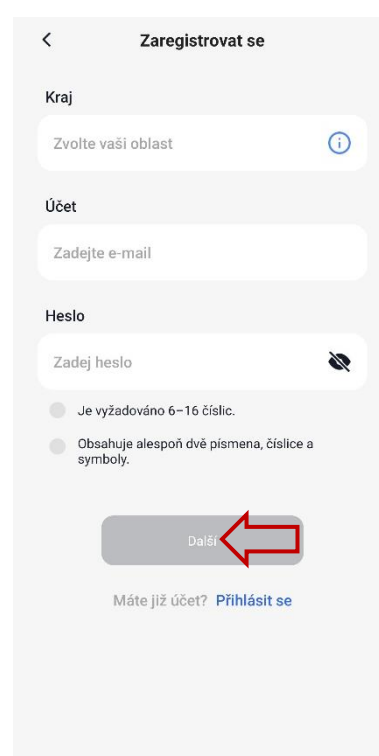 Zaregistrovat se
Kraj
Zvolte vaši oblast
Účet
Zadejte e-mail
Heslo
Zadej heslo
Je vyžadováno 6–16 číslic.
Obsahuje alespoň dvě písmena, číslice a
symboly.
Další
Máte již účet? Přihlásit se